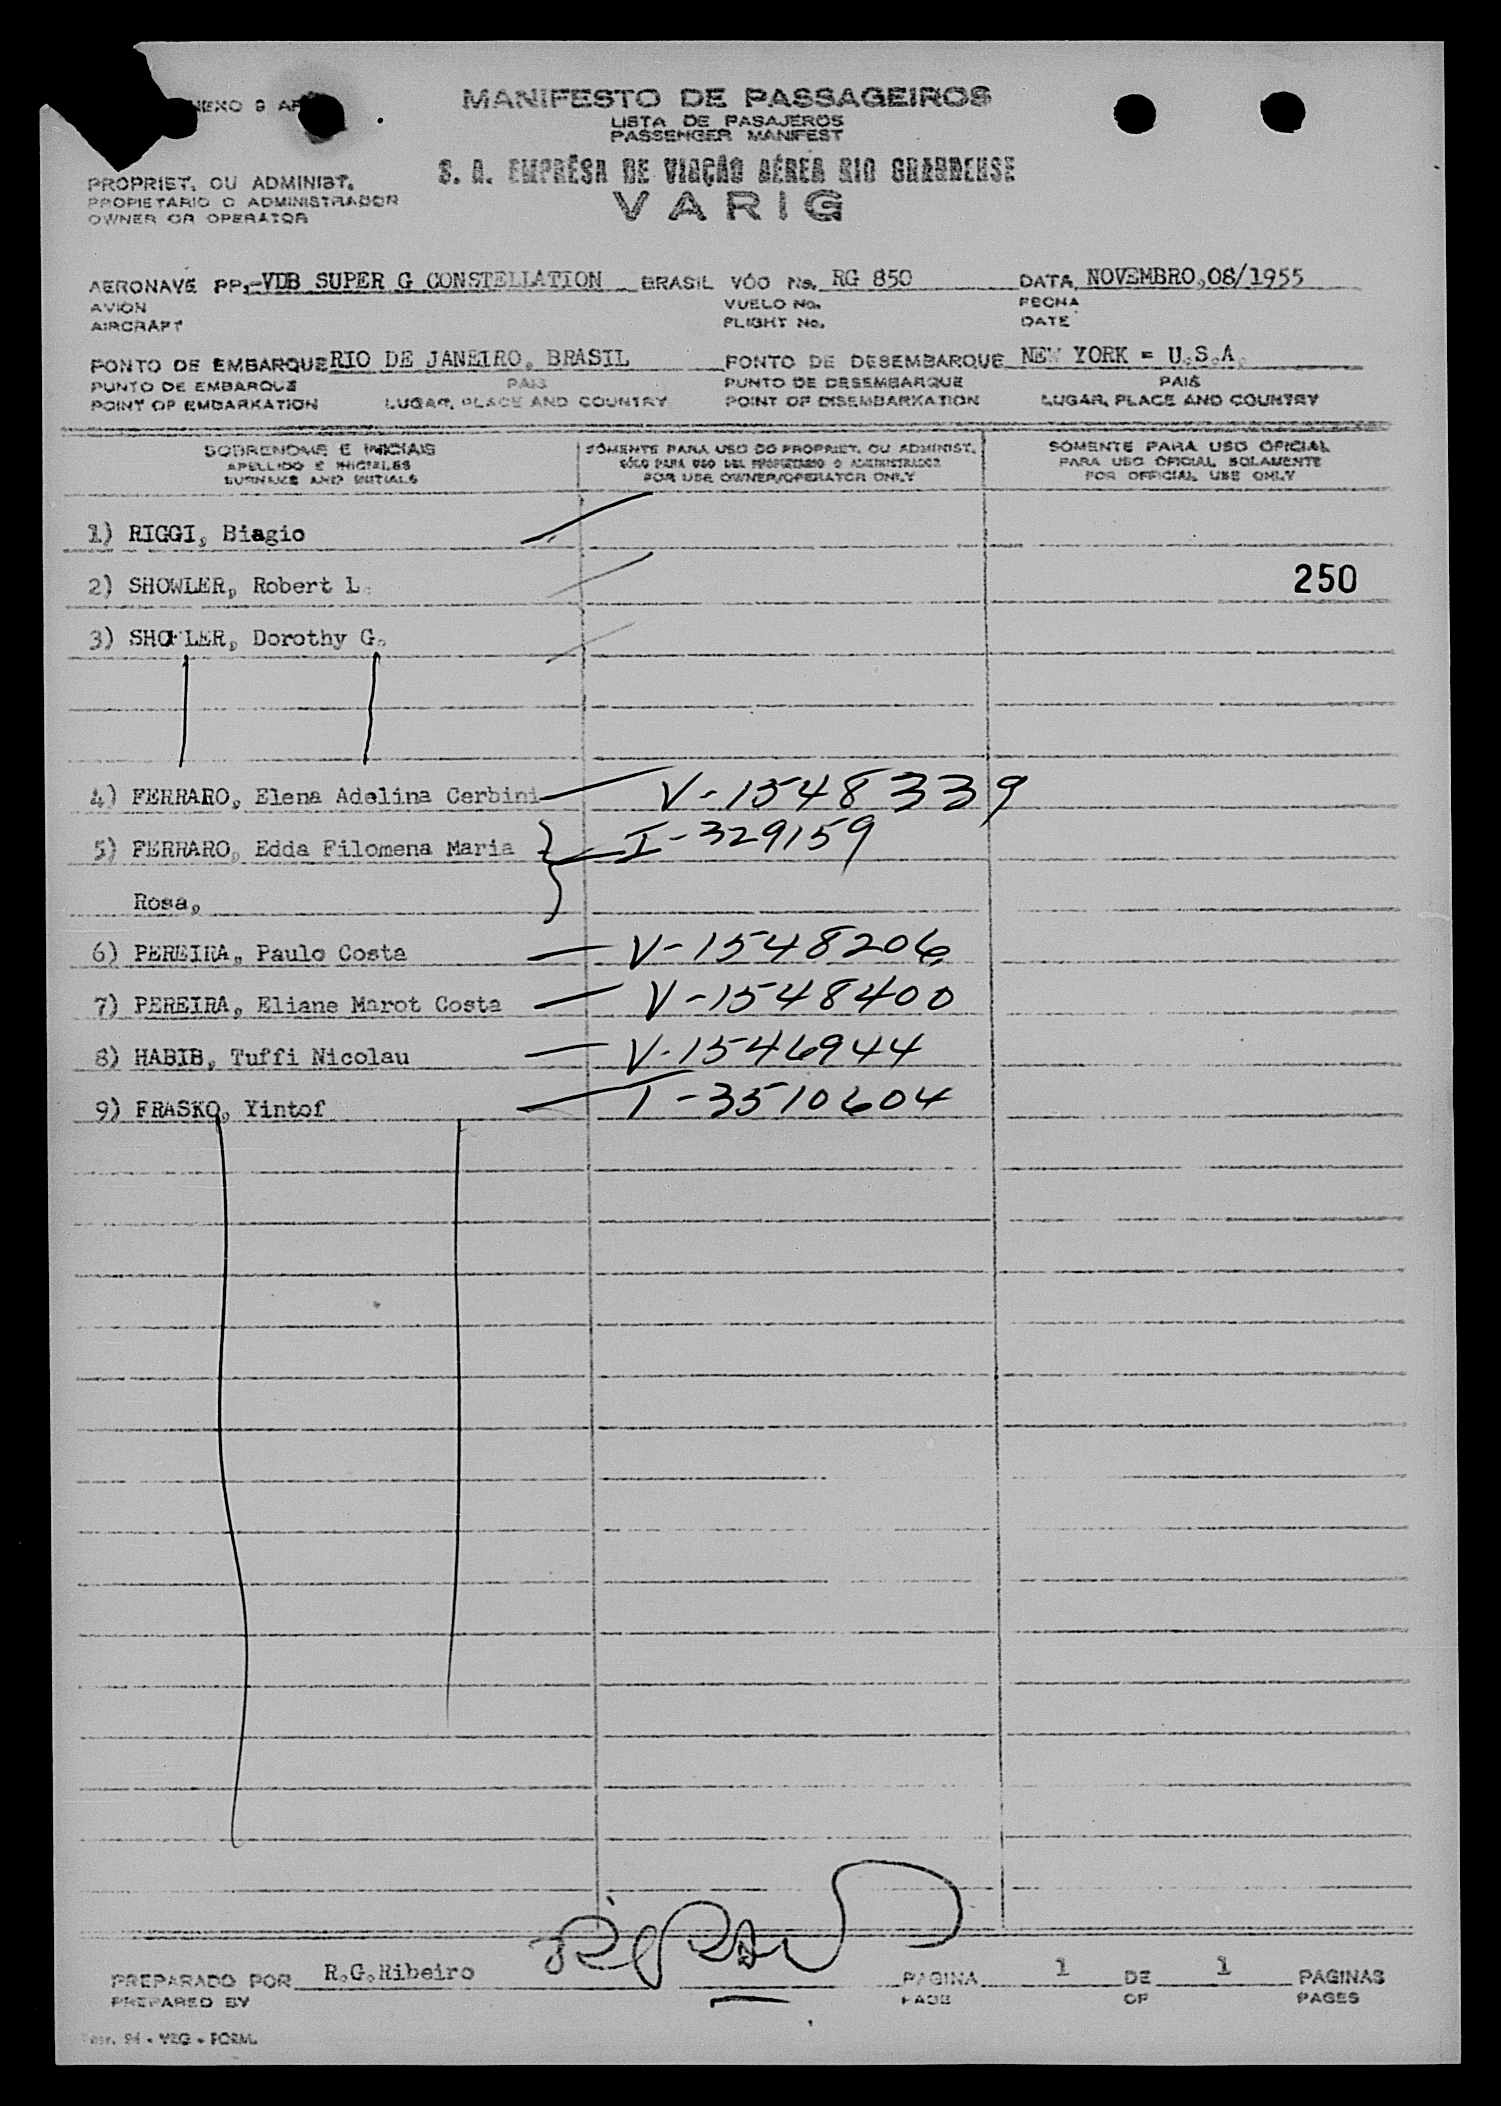 NEXO 9 AP
MANIFESTO DE PASSAGEIROS
LISTA DE PASAJEROS
PASSENGER MANIFEST
S. A. EMPRÊSA DE VIAÇÃO AÉREA RIO GRANDENSE
VARIG
PROPRIET. OU ADMINIST.
PROPIETARIO O ADMINISTRADOR
OWNER OR OPERATOR
AERONAVE PP.-VDB SUPER G CONSTELLATION BRASIL VÔO No. RG 850 DATA NOVEMBRO,08/1955
AVION VUELO No. FECHA
AIRCRAFT FLIGHT No. DATE
PONTO DE EMBARQUE RIO DE JANEIRO, BRASIL PONTO DE DESEMBARQUE NEW YORK = U.S.A.
PUNTO DE EMBARQUE PAIS PUNTO DE DESEMBARQUE PAIS
POINT OF EMBARKATION LUGAR, PLACE AND COUNTRY POINT OF DISEMBARKATION LUGAR, PLACE AND COUNTRY
SOBRENOME E INICIAIS SÓMENTE PARA USO DO PROPRIET. OU ADMINIST. SÓMENTE PARA USO OFICIAL
APELLIDO E INICIALES SÓLO PARA USO DEL PROPIETARIO O ADMINISTRADOR PARA USO OFICIAL SOLAMENTE
SURNAME AND INITIALS FOR USE OWNER/OPERATOR ONLY FOR OFFICIAL USE ONLY
1) RIGGI, Biagio
2) SHOWLER, Robert L. 250
3) SHOWLER, Dorothy G.
4) FERRARO, Elena Adelina Cerbini V-1548339
5) FERRARO, Edda Filomena Maria I-329159
Rosa,
6) PEREIRA, Paulo Costa V-1548206
7) PEREIRA, Eliane Marot Costa V-1548400
8) HABIB, Tuffi Nicolau V-1546944
9) FRASKO, Yintof I-3510604
PREPARADO POR R.G.Ribeiro PAGINA 1 DE 1 PAGINAS
PREPARED BY PAGE OF PAGES
94 - VRG - FORM.